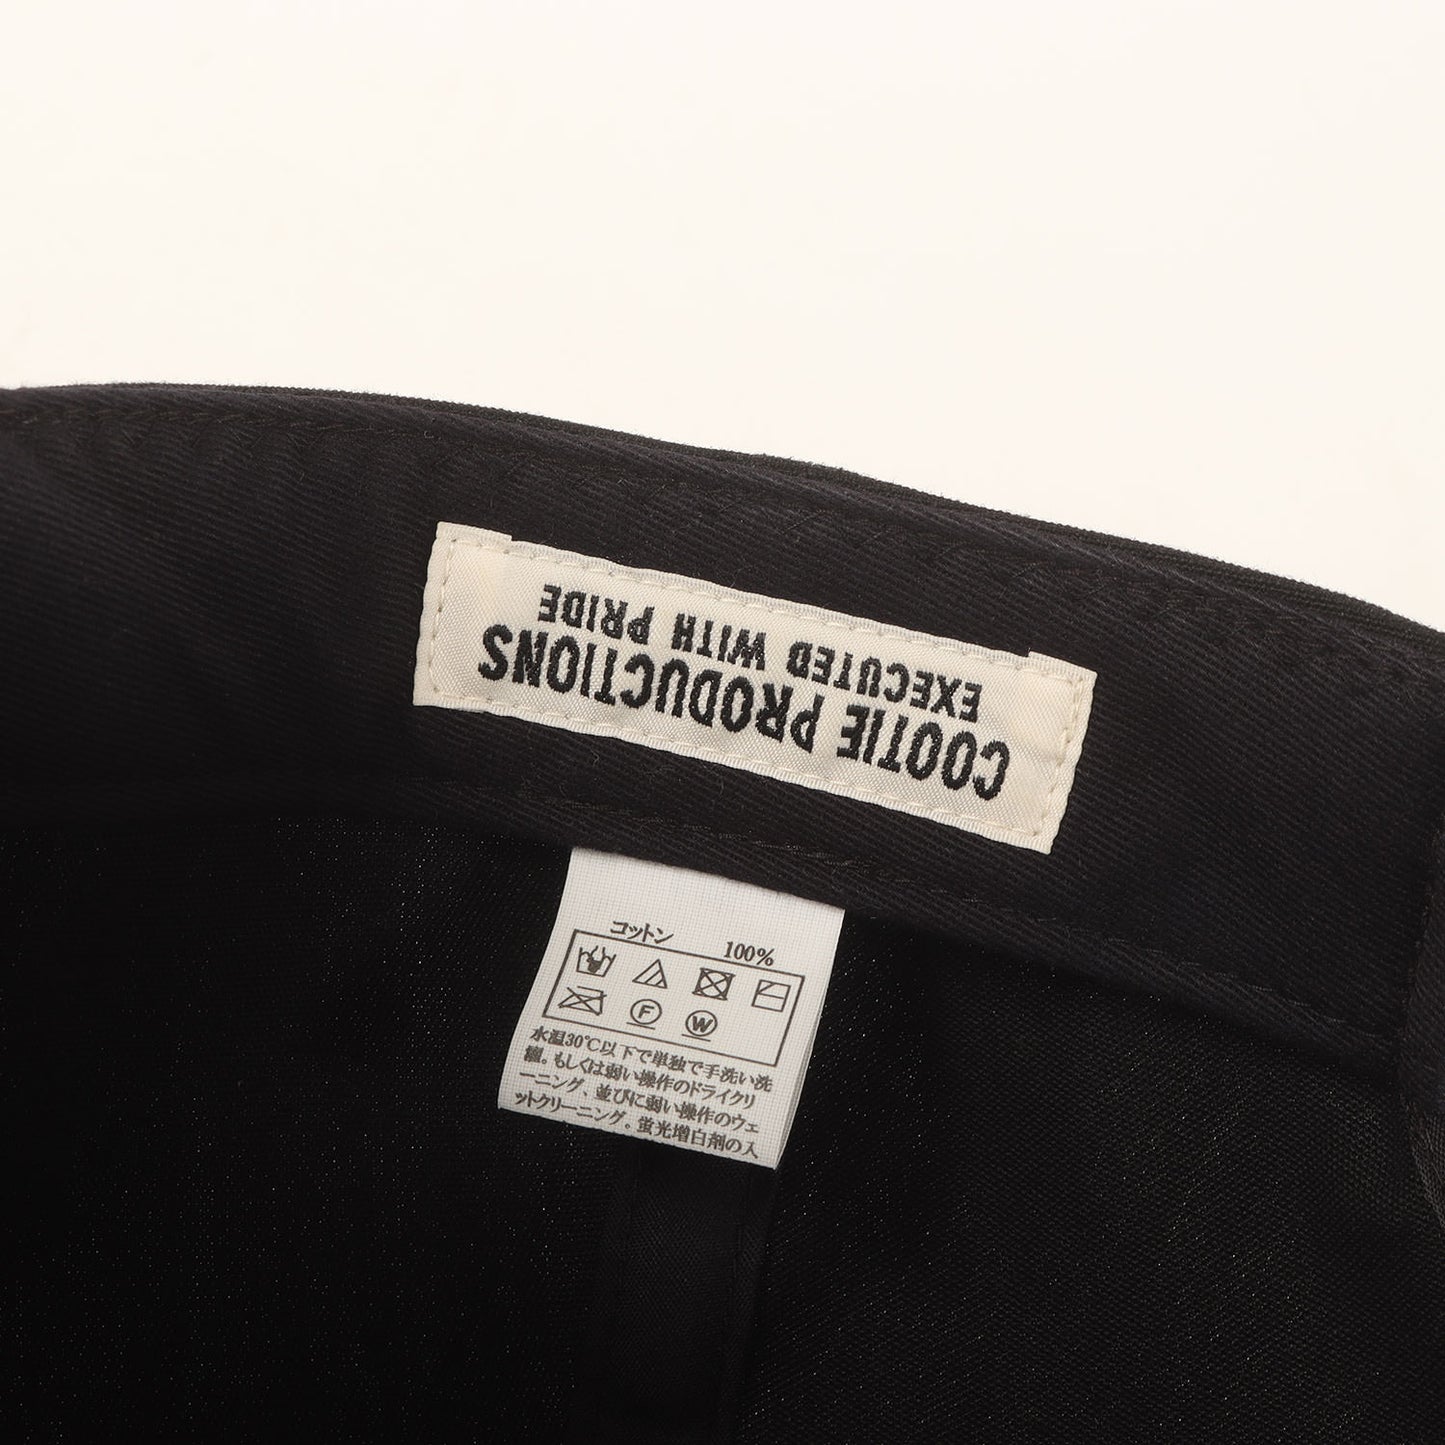 COOTIE PRODUCTIONS
EXECUTED WITH PRIDE
コットン 100%
F W
水温30℃以下で単独で手洗い洗
濯。もしくは弱い操作のドライクリ
ーニング、並びに弱い操作のウェ
ットクリーニング。蛍光増白剤の入